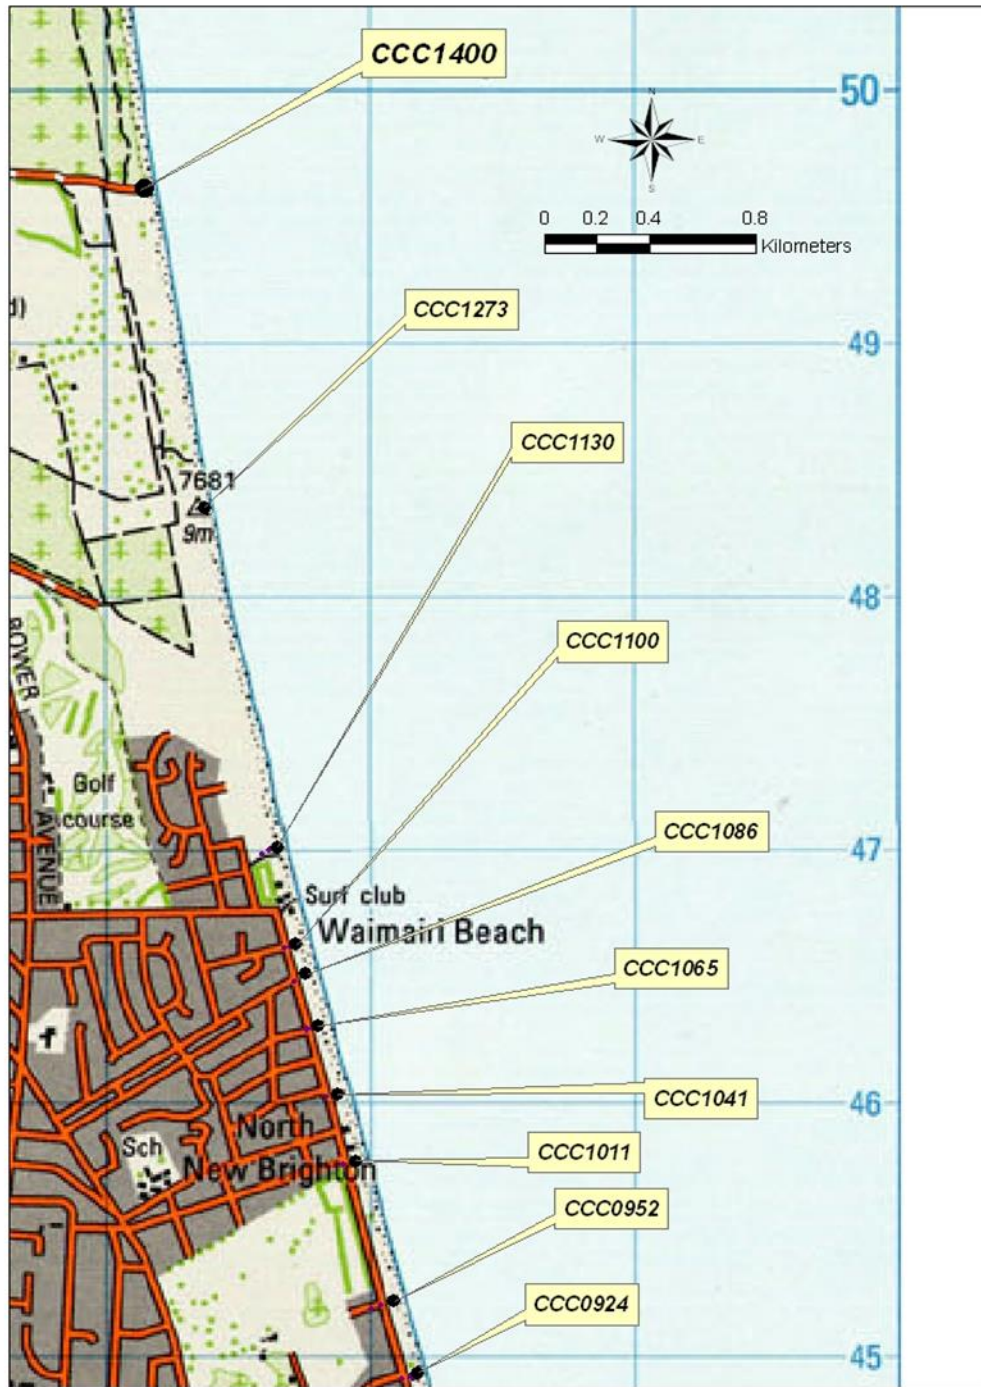 CCC1400
50
N
W E
S
0 0.2 0.4 0.8
Kilometers
d)
CCC1273
49
CCC1130
7681
9m
48
CCC1100
BOWER
AVENUE
Golf
course
CCC1086
47
Surf club
Waimairi Beach
CCC1065
46
CCC1041
North
New Brighton
Sch
CCC1011
CCC0952
CCC0924
45